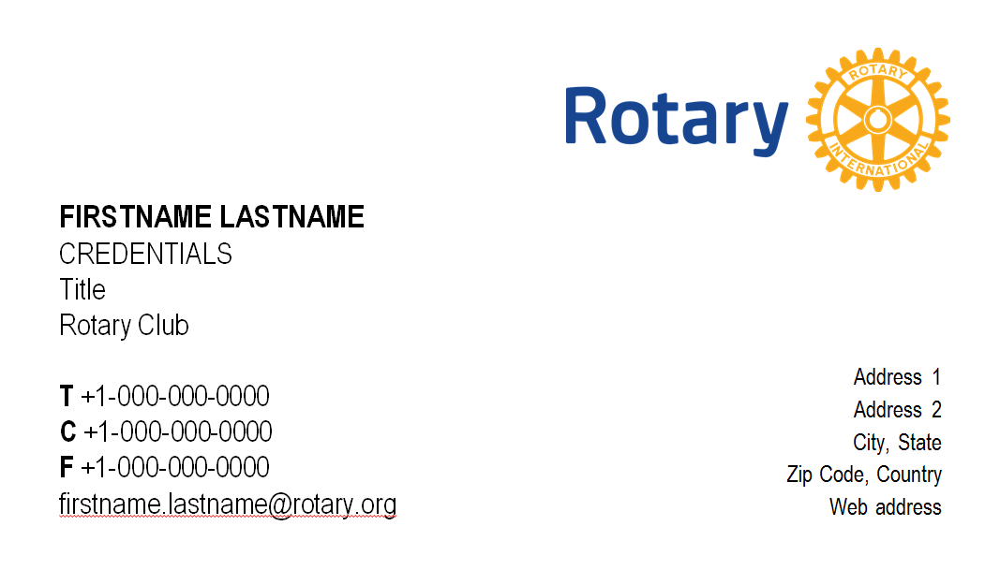 Rotary
ROTARY
INTERNATIONAL
FIRSTNAME LASTNAME
CREDENTIALS
Title
Rotary Club
T +1-000-000-0000
C +1-000-000-0000
F +1-000-000-0000
firstname.lastname@rotary.org
Address 1
Address 2
City, State
Zip Code, Country
Web address